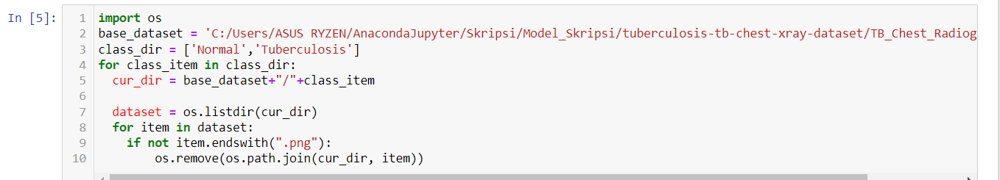 In [5]:
1 import os
2 base_dataset = 'C:/Users/ASUS RYZEN/AnacondaJupyter/Skripsi/Model_Skripsi/tuberculosis-tb-chest-xray-dataset/TB_Chest_Radiog
3 class_dir = ['Normal','Tuberculosis']
4 for class_item in class_dir:
5   cur_dir = base_dataset+"/"+class_item
6
7   dataset = os.listdir(cur_dir)
8   for item in dataset:
9     if not item.endswith(".png"):
10         os.remove(os.path.join(cur_dir, item))